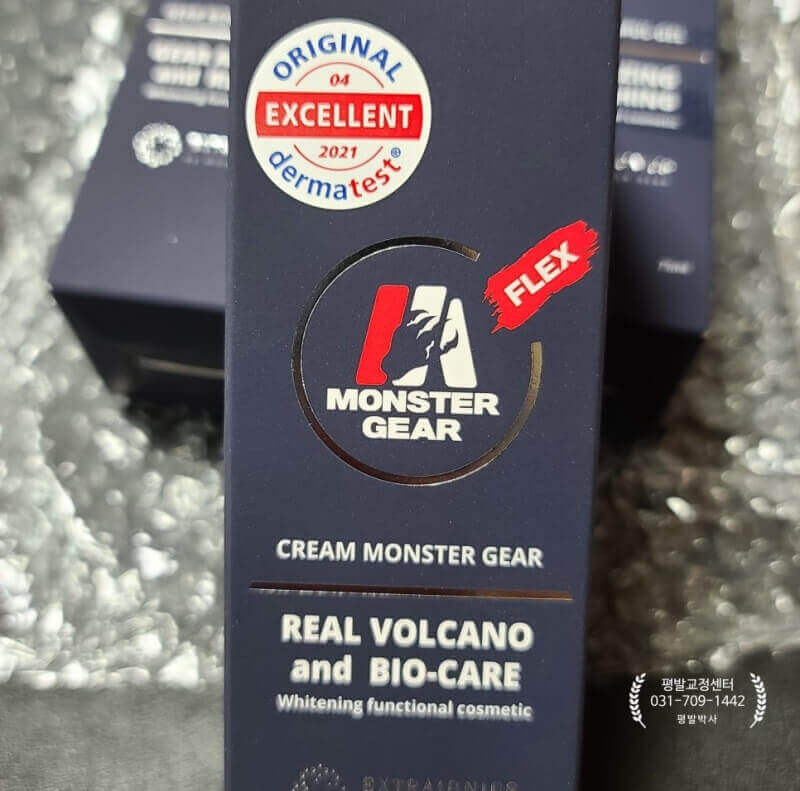 ORIGINAL
04
EXCELLENT
2021
dermatest®
FLEX
MONSTER
GEAR
CREAM MONSTER GEAR
REAL VOLCANO
and BIO-CARE
Whitening functional cosmetic
EXTRAIONICS
평발교정센터
031-709-1442
평발박사